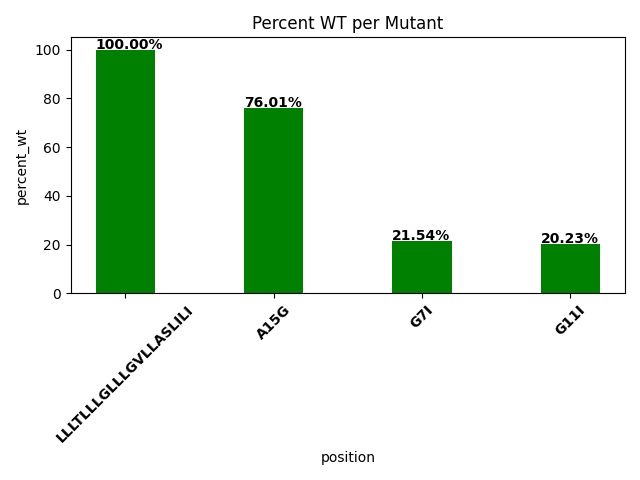 Percent WT per Mutant
100.00%
76.01%
21.54%
20.23%
percent_wt
100
80
60
40
20
0
LLLTLLLGLLLGVLLASLILI
A15G
G7I
G11I
position